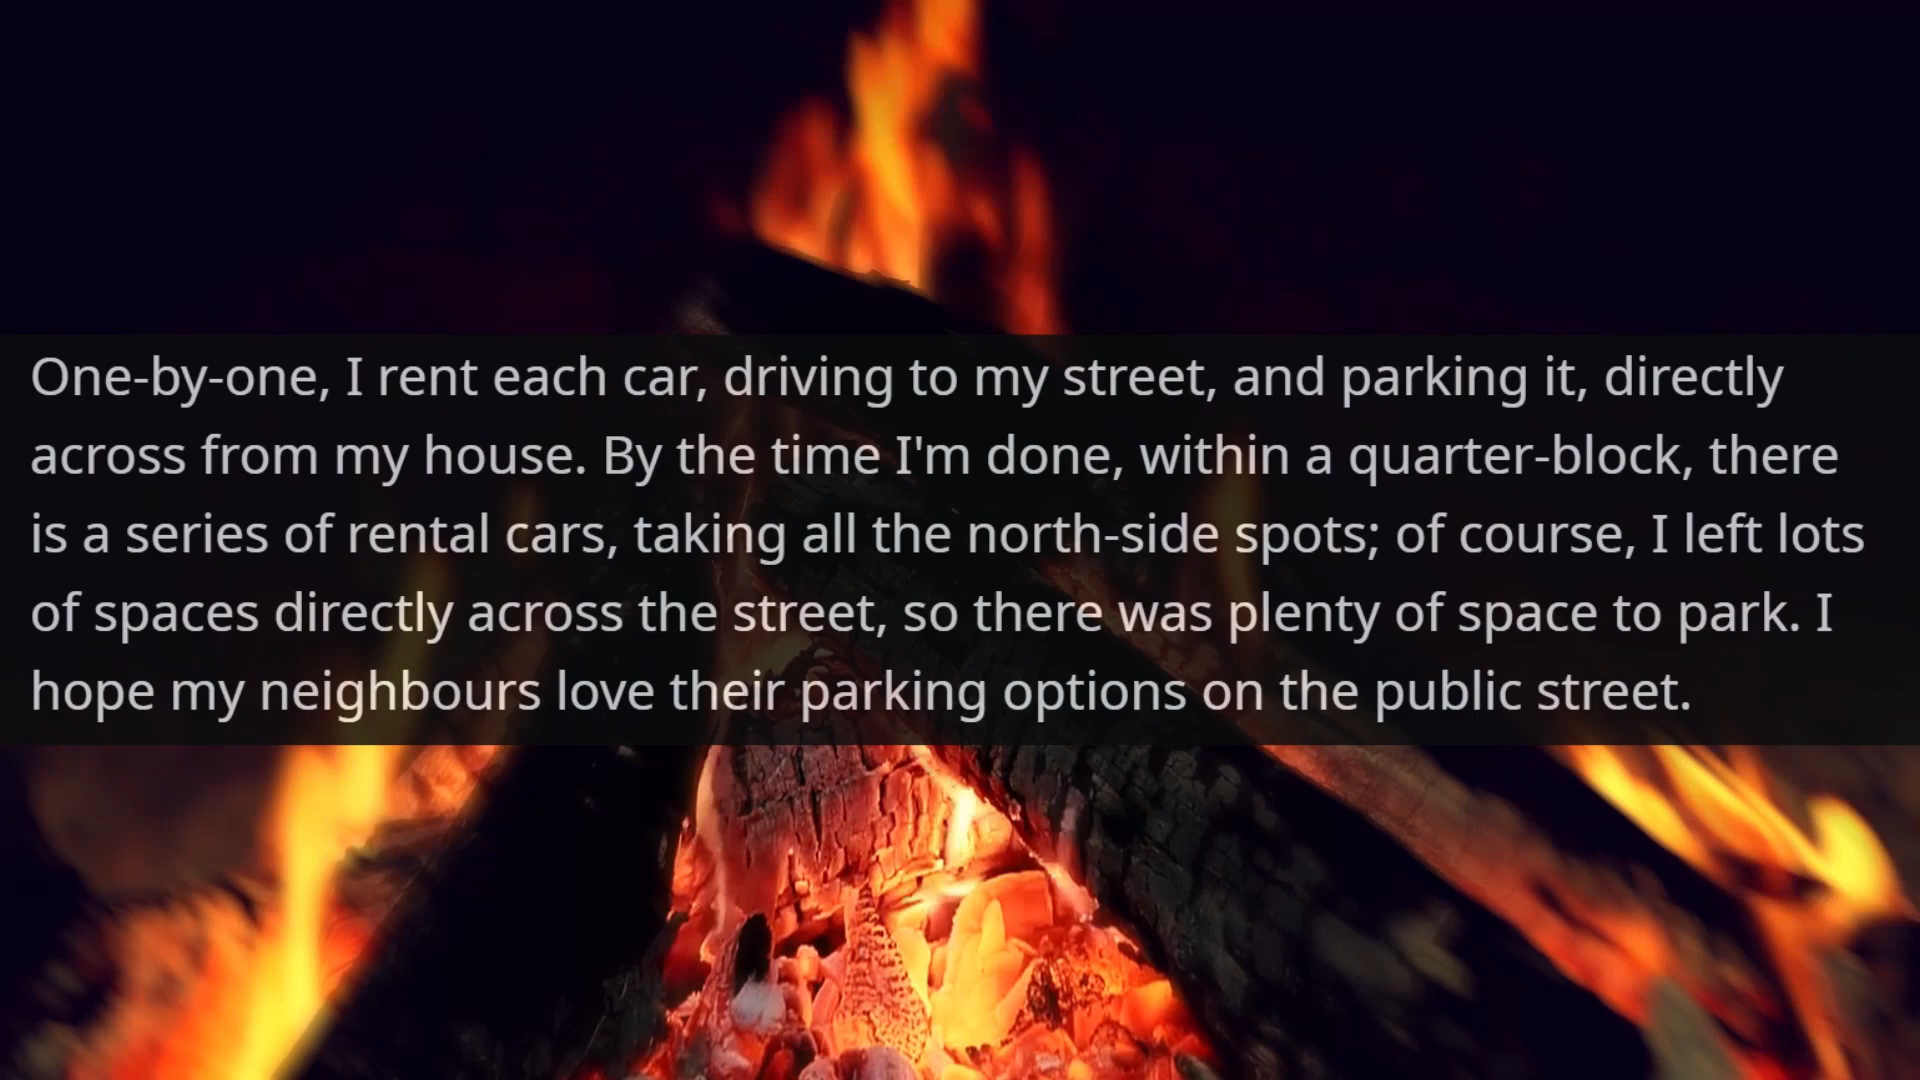 One-by-one, I rent each car, driving to my street, and parking it, directly
across from my house. By the time I'm done, within a quarter-block, there
is a series of rental cars, taking all the north-side spots; of course, I left lots
of spaces directly across the street, so there was plenty of space to park. I
hope my neighbours love their parking options on the public street.